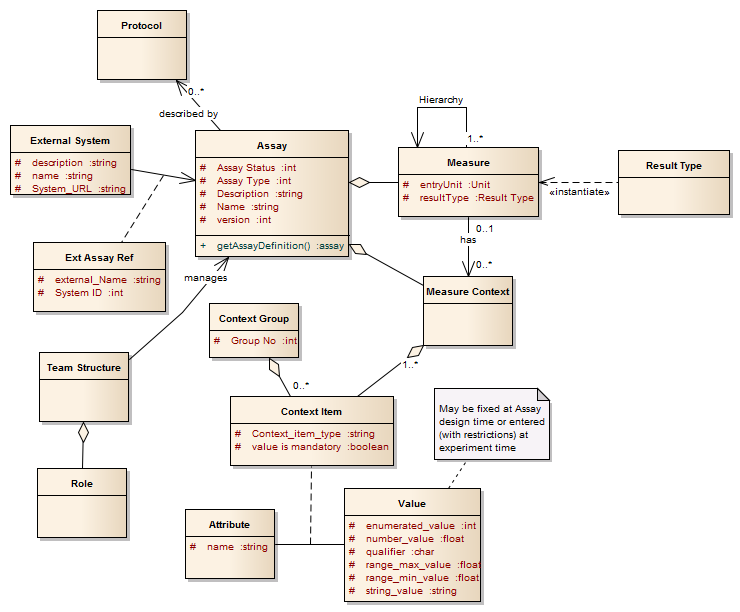 Protocol
0..*
described by
External System
# description :string
# name :string
# System_URL :string
Assay
# Assay Status :int
# Assay Type :int
# Description :string
# Name :string
# version :int
+ getAssayDefinition() :assay
Hierarchy
1..*
Measure
# entryUnit :Unit
# resultType :Result Type
Result Type
«instantiate»
0..1
has
0..*
Ext Assay Ref
# external_Name :string
# System ID :int
manages
Measure Context
1..*
Context Group
# Group No :int
0..*
Team Structure
Context Item
# Context_item_type :string
# value is mandatory :boolean
May be fixed at Assay
design time or entered
(with restrictions) at
experiment time
Role
Attribute
# name :string
Value
# enumerated_value :int
# number_value :float
# qualifier :char
# range_max_value :float
# range_min_value :float
# string_value :string